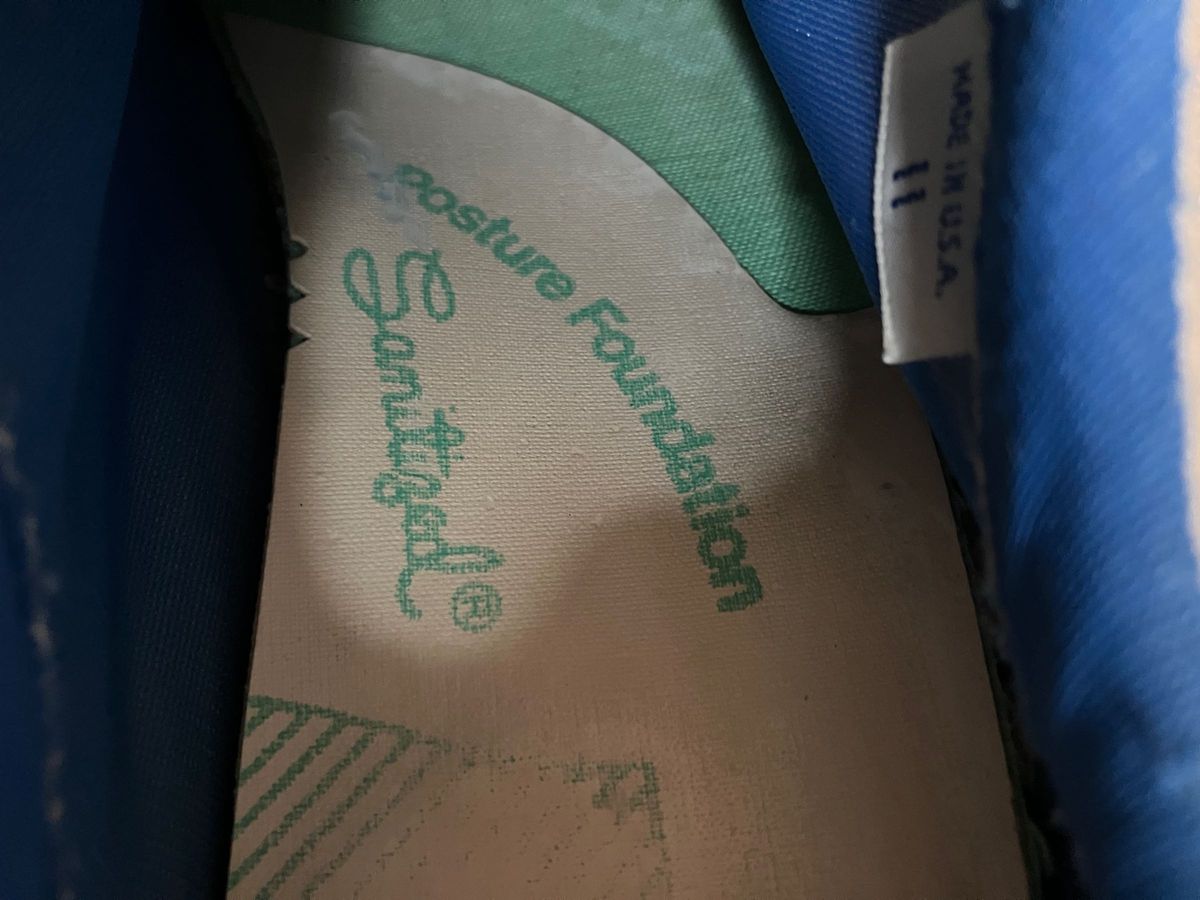 Posture Foundation
Sanitized®
MADE IN U.S.A.
11